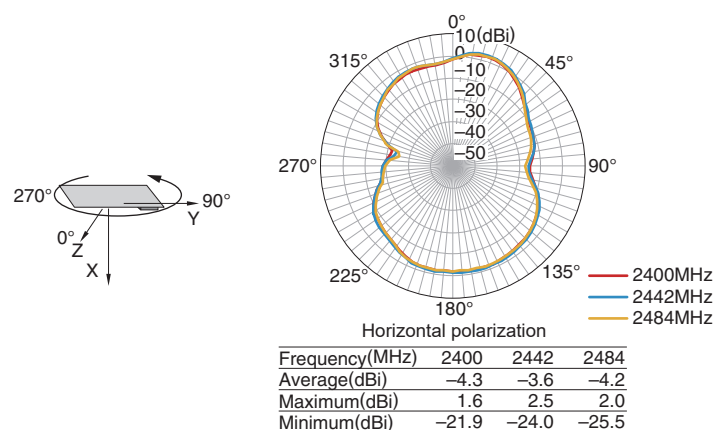 270°
90°
Y
0°
Z
X
0°
10(dBi)
0
–10
–20
–30
–40
–50
315°
45°
270°
90°
225°
135°
180°
2400MHz
2442MHz
2484MHz
Horizontal polarization
Frequency(MHz) 2400 2442 2484
Average(dBi) –4.3 –3.6 –4.2
Maximum(dBi) 1.6 2.5 2.0
Minimum(dBi) –21.9 –24.0 –25.5